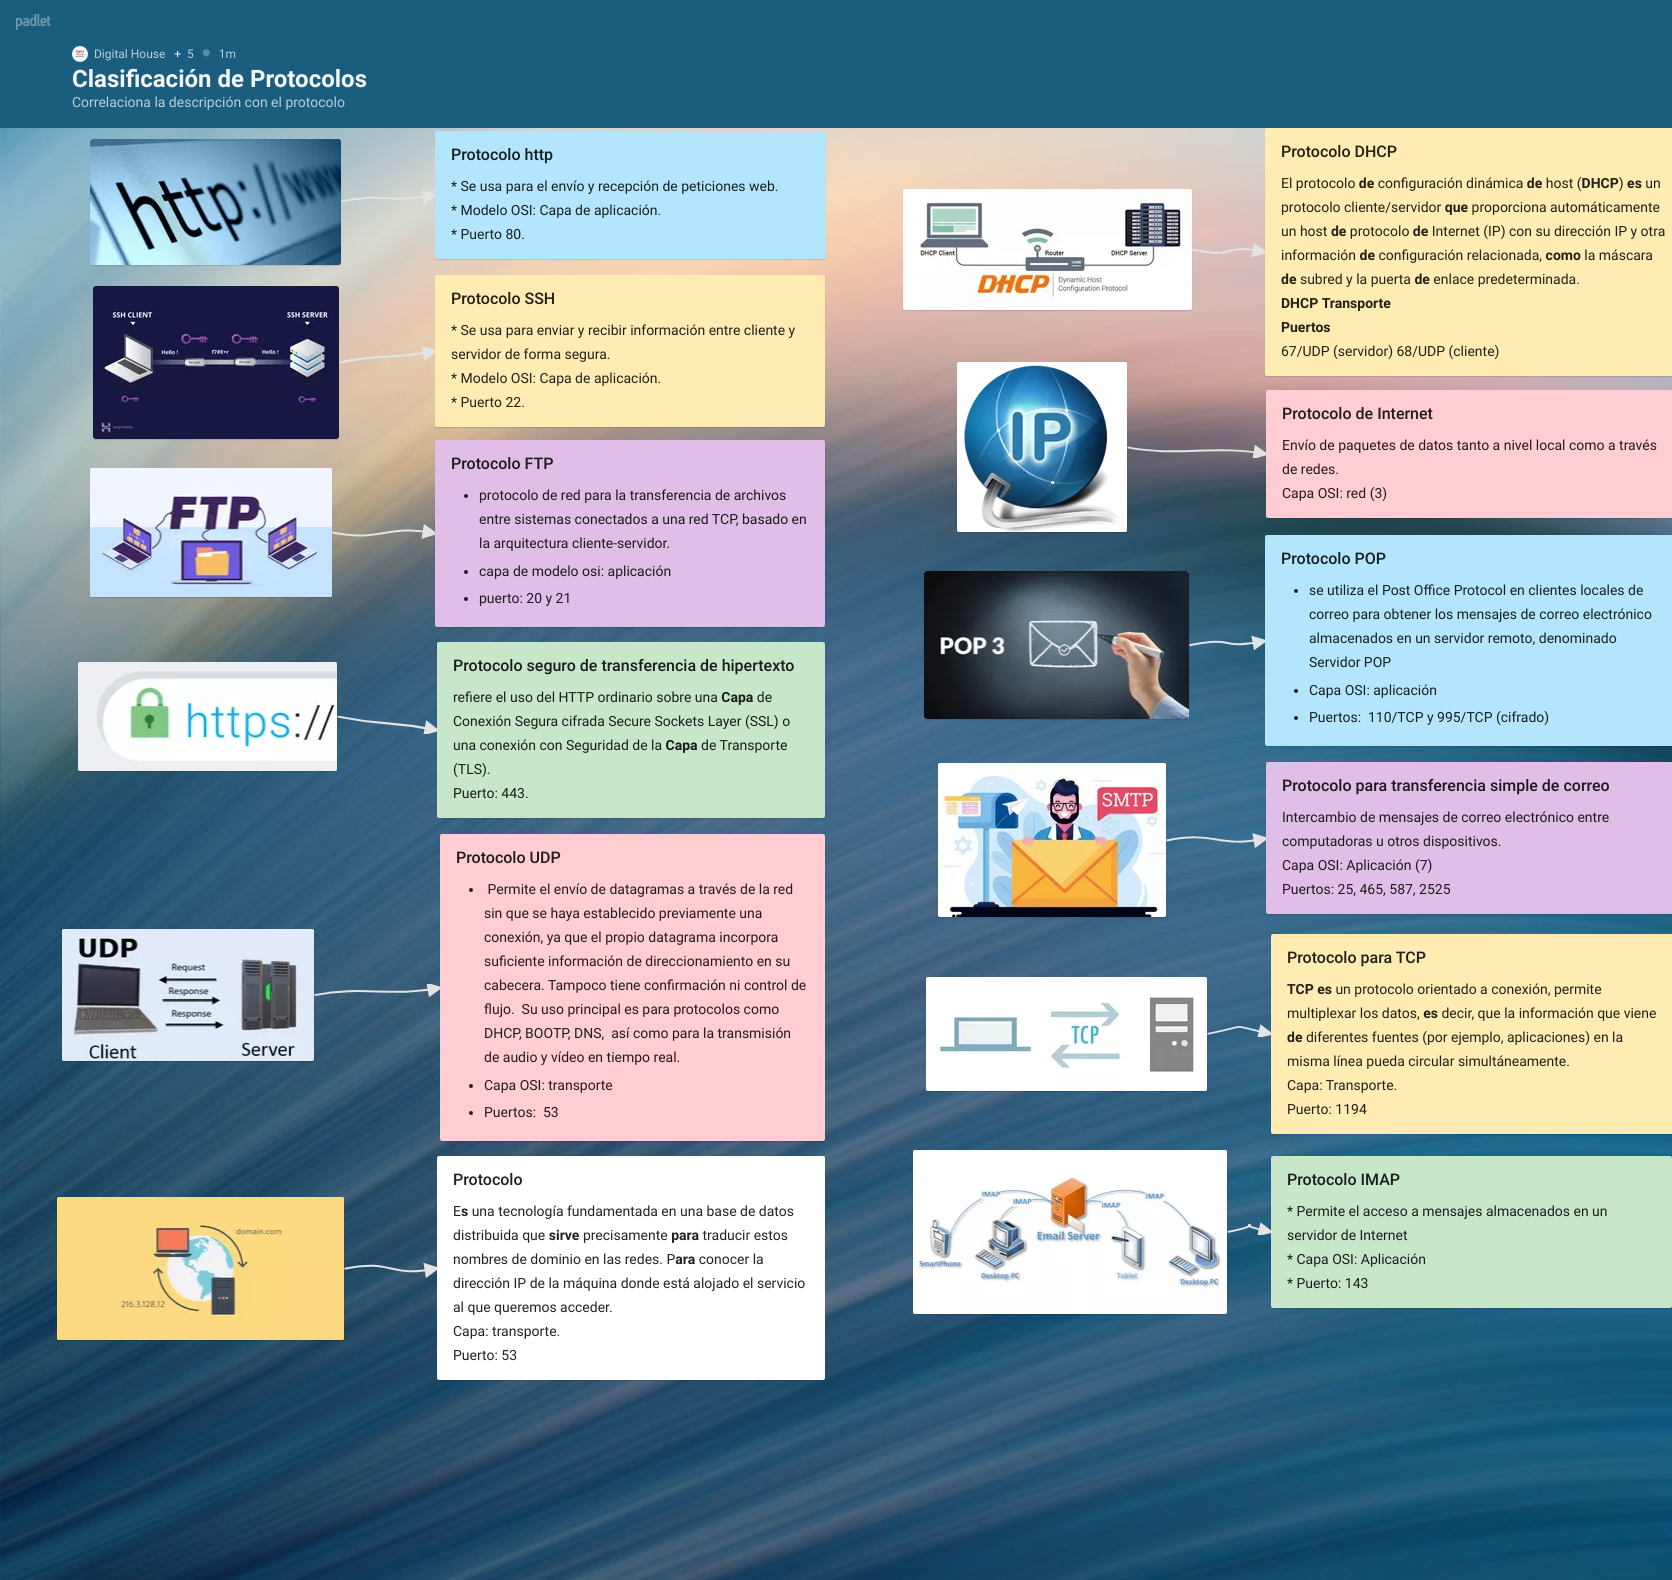 padlet
Digital House + 5 1m
Clasificación de Protocolos
Correlaciona la descripción con el protocolo
http://www
Protocolo http
* Se usa para el envío y recepción de peticiones web.
* Modelo OSI: Capa de aplicación.
* Puerto 80.
SSH CLIENT
SSH SERVER
Hello !
f7#E+r
Hello !
Protocolo SSH
* Se usa para enviar y recibir información entre cliente y
servidor de forma segura.
* Modelo OSI: Capa de aplicación.
* Puerto 22.
FTP
Protocolo FTP
• protocolo de red para la transferencia de archivos
entre sistemas conectados a una red TCP, basado en
la arquitectura cliente-servidor.
• capa de modelo osi: aplicación
• puerto: 20 y 21
https://
Protocolo seguro de transferencia de hipertexto
refiere el uso del HTTP ordinario sobre una Capa de
Conexión Segura cifrada Secure Sockets Layer (SSL) o
una conexión con Seguridad de la Capa de Transporte
(TLS).
Puerto: 443.
UDP
Request
Response
Response
Client
Server
Protocolo UDP
• Permite el envío de datagramas a través de la red
sin que se haya establecido previamente una
conexión, ya que el propio datagrama incorpora
suficiente información de direccionamiento en su
cabecera. Tampoco tiene confirmación ni control de
flujo. Su uso principal es para protocolos como
DHCP, BOOTP, DNS, así como para la transmisión
de audio y vídeo en tiempo real.
• Capa OSI: transporte
• Puertos: 53
domain.com
216.3.128.12
Protocolo
Es una tecnología fundamentada en una base de datos
distribuida que sirve precisamente para traducir estos
nombres de dominio en las redes. Para conocer la
dirección IP de la máquina donde está alojado el servicio
al que queremos acceder.
Capa: transporte.
Puerto: 53
DHCP Client
Router
DHCP Server
DHCP
Dynamic Host
Configuration Protocol
Protocolo DHCP
El protocolo de configuración dinámica de host (DHCP) es un
protocolo cliente/servidor que proporciona automáticamente
un host de protocolo de Internet (IP) con su dirección IP y otra
información de configuración relacionada, como la máscara
de subred y la puerta de enlace predeterminada.
DHCP Transporte
Puertos
67/UDP (servidor) 68/UDP (cliente)
IP
Protocolo de Internet
Envío de paquetes de datos tanto a nivel local como a través
de redes.
Capa OSI: red (3)
POP 3
Protocolo POP
• se utiliza el Post Office Protocol en clientes locales de
correo para obtener los mensajes de correo electrónico
almacenados en un servidor remoto, denominado
Servidor POP
• Capa OSI: aplicación
• Puertos: 110/TCP y 995/TCP (cifrado)
SMTP
Protocolo para transferencia simple de correo
Intercambio de mensajes de correo electrónico entre
computadoras u otros dispositivos.
Capa OSI: Aplicación (7)
Puertos: 25, 465, 587, 2525
TCP
Protocolo para TCP
TCP es un protocolo orientado a conexión, permite
multiplexar los datos, es decir, que la información que viene
de diferentes fuentes (por ejemplo, aplicaciones) en la
misma línea pueda circular simultáneamente.
Capa: Transporte.
Puerto: 1194
IMAP
IMAP
IMAP
IMAP
Email Server
SmartPhone
Desktop PC
Tablet
Desktop PC
Protocolo IMAP
* Permite el acceso a mensajes almacenados en un
servidor de Internet
* Capa OSI: Aplicación
* Puerto: 143